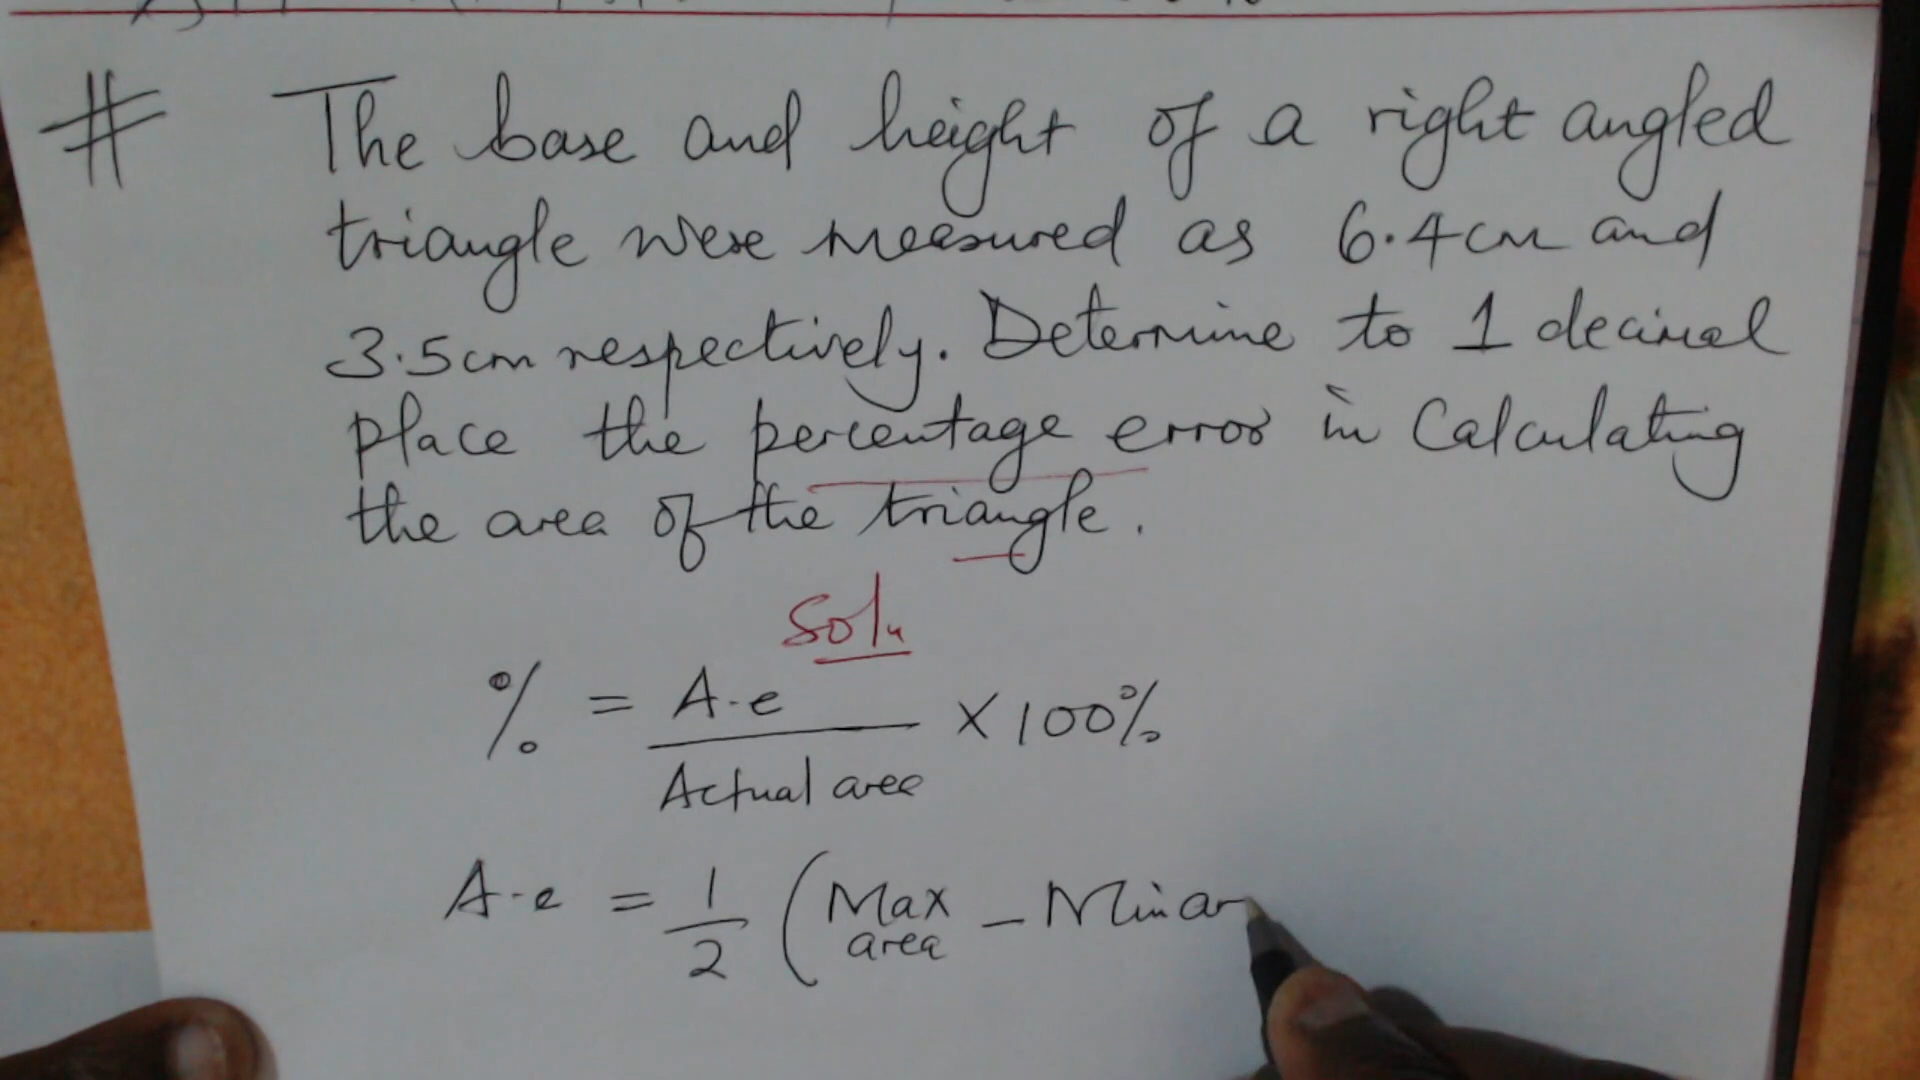 # The base and height of a right angled
triangle were measured as 6.4cm and
3.5cm respectively. Determine to 1 decimal
place the percentage error in Calculating
the area of the triangle.
Soln
% = A.e / Actual area × 100%
A.e = 1/2 ( Max area - Min ar